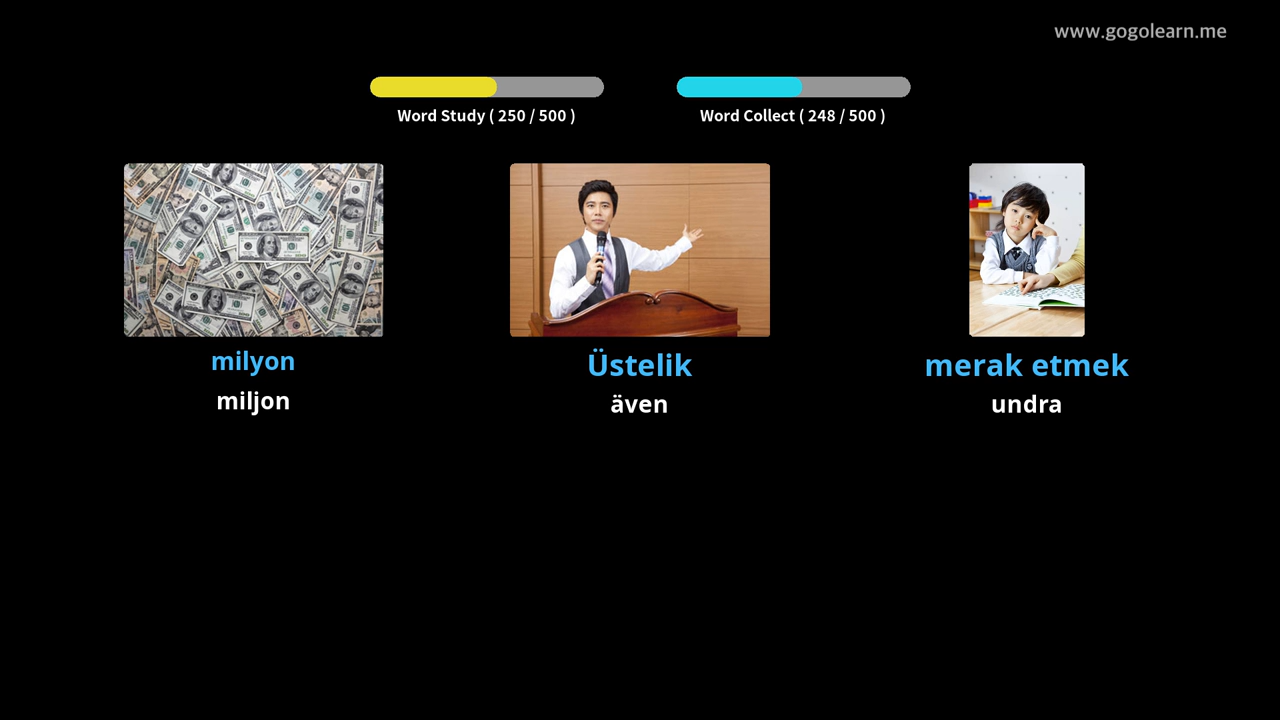 www.gogolearn.me
Word Study ( 250 / 500 )
Word Collect ( 248 / 500 )
milyon
miljon
Üstelik
även
merak etmek
undra